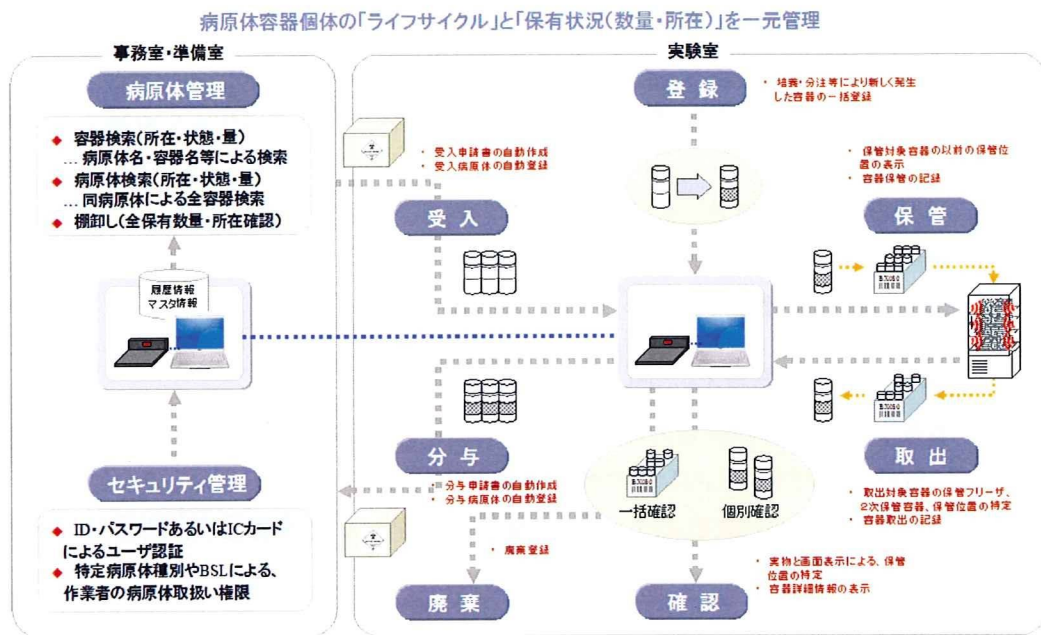 病原体容器個体の「ライフサイクル」と「保有状況(数量・所在)」を一元管理
事務室・準備室
病原体管理
◆ 容器検索(所在・状態・量)
… 病原体名・容器名等による検索
◆ 病原体検索(所在・状態・量)
… 同病原体による全容器検索
◆ 棚卸し(全保有数量・所在確認)
履歴情報
マスタ情報
セキュリティ管理
◆ ID・パスワードあるいはICカード
によるユーザ認証
◆ 特定病原体種別やBSLによる、
作業者の病原体取扱い権限
実験室
登録
・ 培養・分注等により新しく発生
した容器の一括登録
・ 受入申請書の自動作成
・ 受入病原体の自動登録
受入
・ 保管対象容器の以前の保管位
置の表示
・ 容器保管の記録
保管
分与
・ 分与申請書の自動作成
・ 分与病原体の自動登録
一括確認
個別確認
取出
・ 取出対象容器の保管フリーザ、
2次保管容器、保管位置の特定
・ 容器取出の記録
・ 廃棄登録
廃棄
確認
・ 実物と画面表示による、保管
位置の特定
・ 容器詳細情報の表示